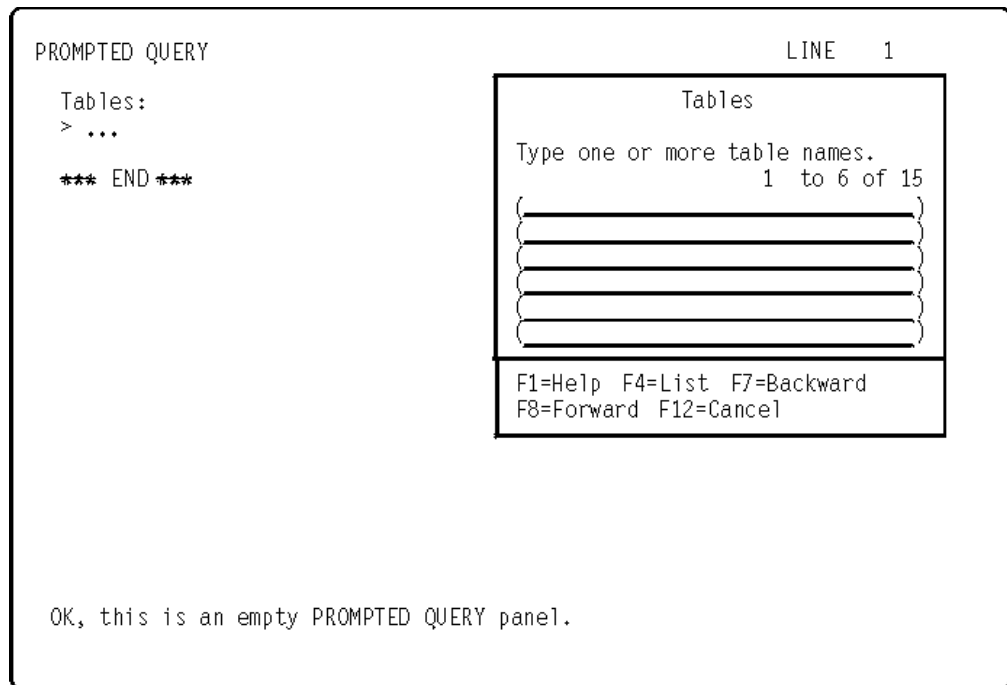 PROMPTED QUERY LINE 1
Tables:
> ...
*** END ***
Tables
Type one or more table names.
1 to 6 of 15
(                    )
(                    )
(                    )
(                    )
(                    )
(                    )
F1=Help F4=List F7=Backward
F8=Forward F12=Cancel
OK, this is an empty PROMPTED QUERY panel.